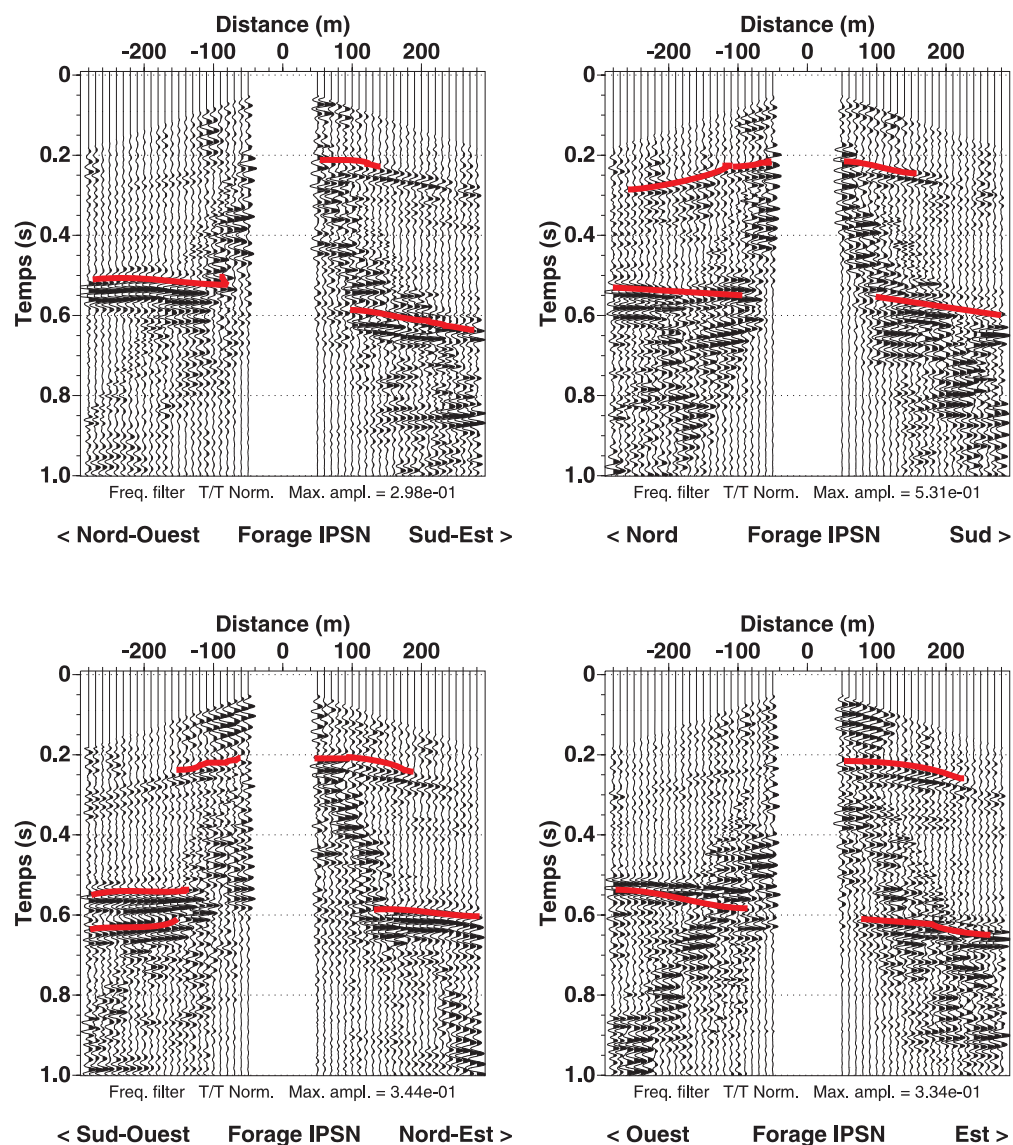 Distance (m)
-200 -100 0 100 200
0
0.2
0.4
0.6
0.8
1.0
Temps (s)
Freq. filter T/T Norm. Max. ampl. = 2.98e-01
< Nord-Ouest Forage IPSN Sud-Est >
Distance (m)
-200 -100 0 100 200
0
0.2
0.4
0.6
0.8
1.0
Temps (s)
Freq. filter T/T Norm. Max. ampl. = 5.31e-01
< Nord Forage IPSN Sud >
Distance (m)
-200 -100 0 100 200
0
0.2
0.4
0.6
0.8
1.0
Temps (s)
Freq. filter T/T Norm. Max. ampl. = 3.44e-01
< Sud-Ouest Forage IPSN Nord-Est >
Distance (m)
-200 -100 0 100 200
0
0.2
0.4
0.6
0.8
1.0
Temps (s)
Freq. filter T/T Norm. Max. ampl. = 3.34e-01
< Ouest Forage IPSN Est >